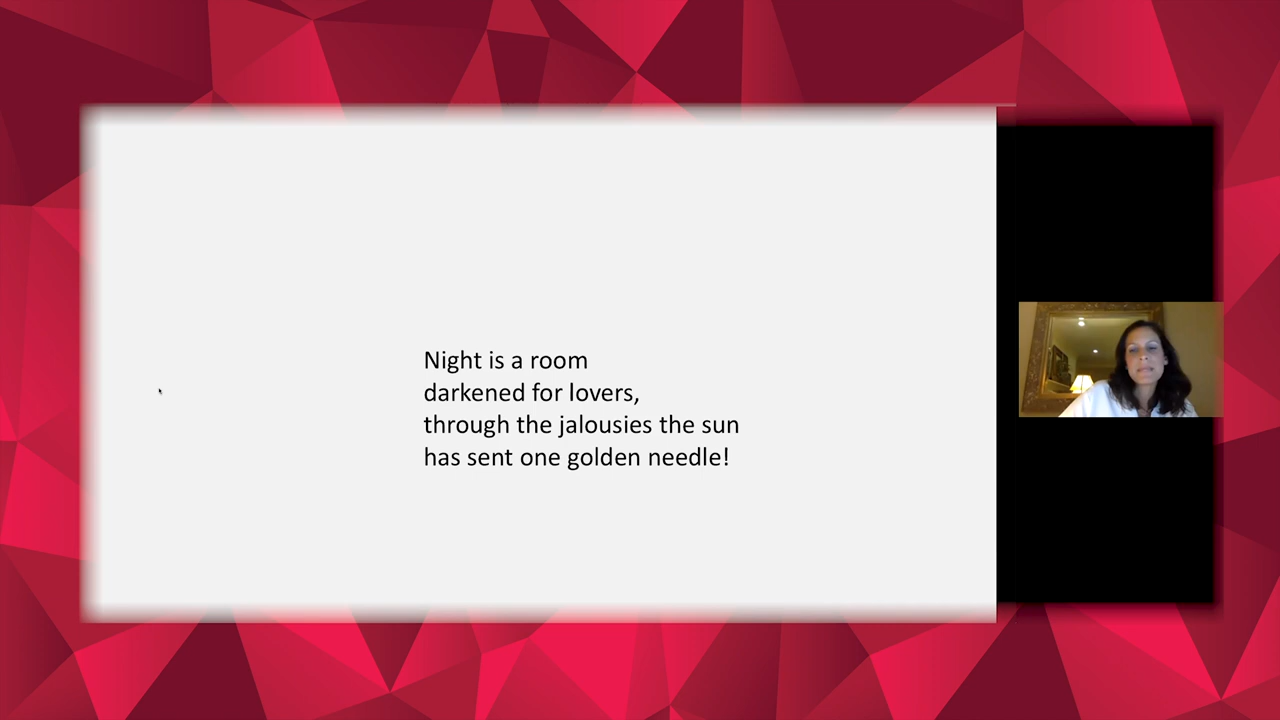 Night is a room
darkened for lovers,
through the jalousies the sun
has sent one golden needle!